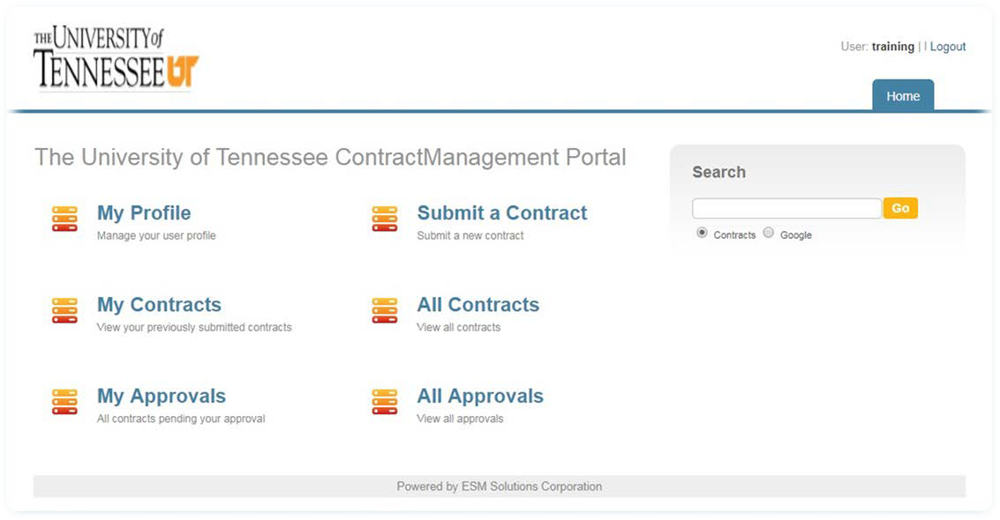 THE UNIVERSITY of
TENNESSEE UT
User: training | | Logout
Home
The University of Tennessee ContractManagement Portal
My Profile
Manage your user profile
Submit a Contract
Submit a new contract
My Contracts
View your previously submitted contracts
All Contracts
View all contracts
My Approvals
All contracts pending your approval
All Approvals
View all approvals
Search
Go
Contracts Google
Powered by ESM Solutions Corporation